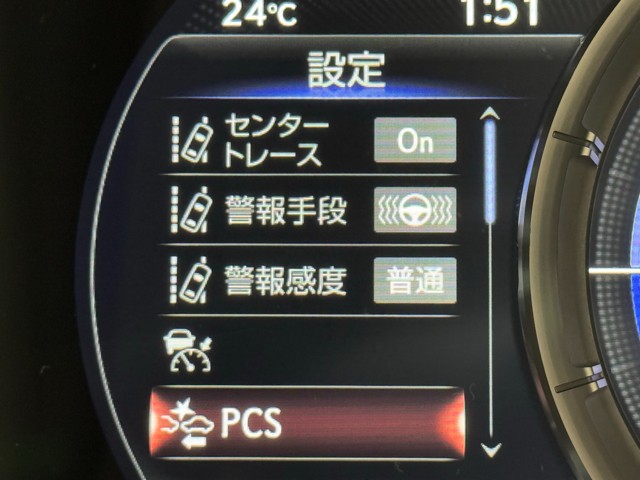 24℃
1:51
設定
センター
トレース
On
警報手段
警報感度
普通
PCS